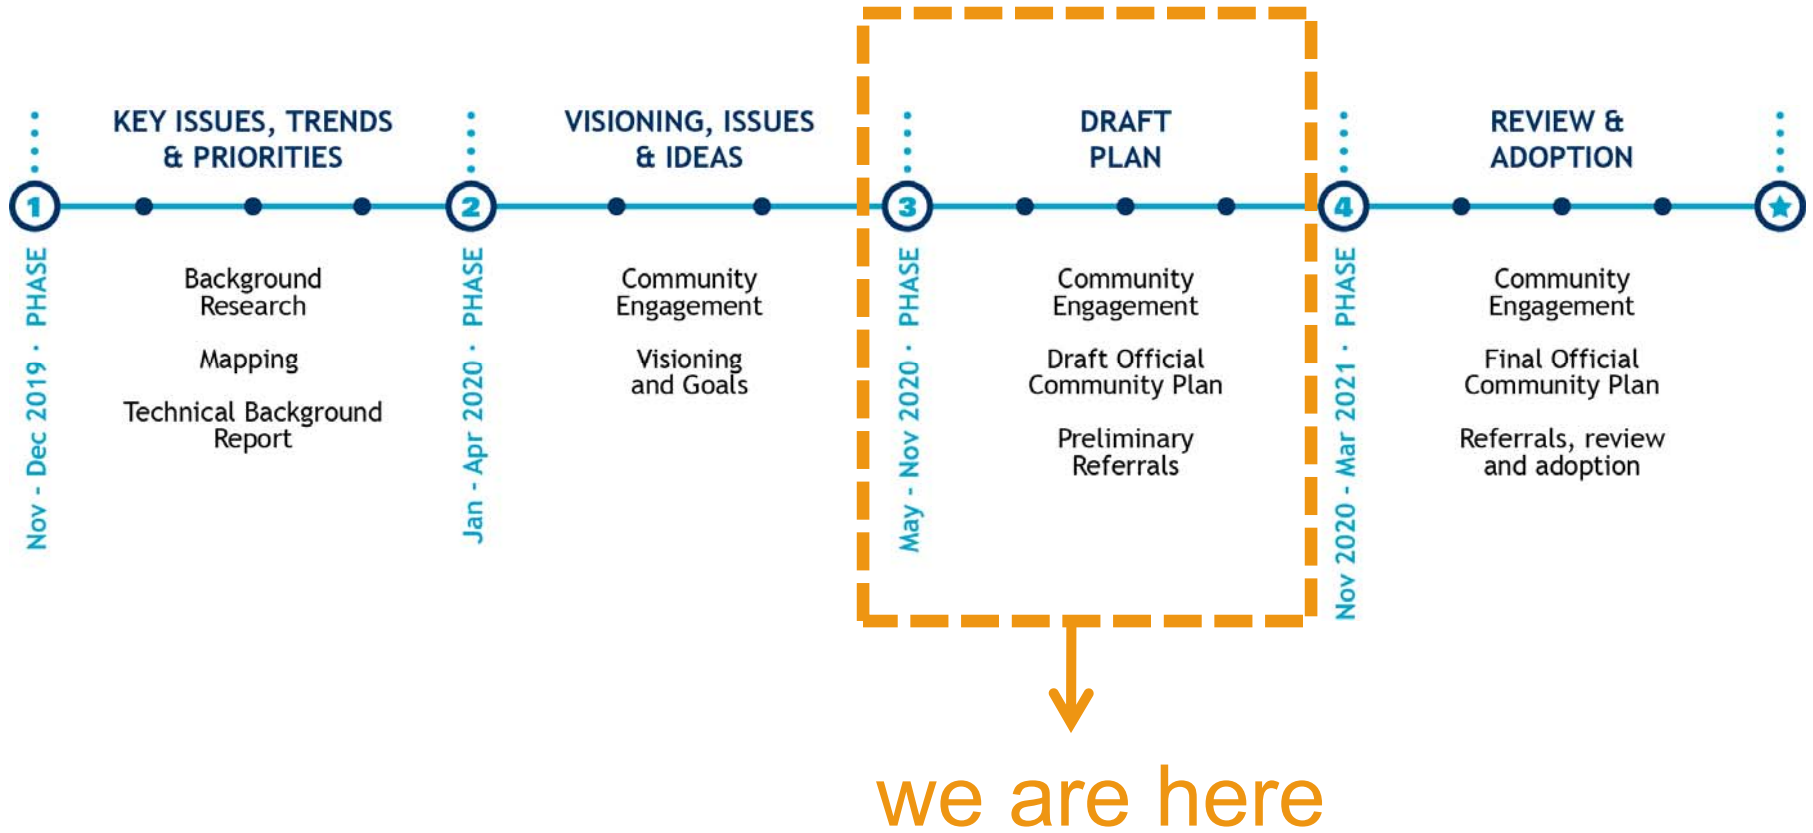 KEY ISSUES, TRENDS
& PRIORITIES
VISIONING, ISSUES
& IDEAS
DRAFT
PLAN
REVIEW &
ADOPTION
1
2
3
4
Nov - Dec 2019 · PHASE
Background
Research
Mapping
Technical Background
Report
Jan - Apr 2020 · PHASE
Community
Engagement
Visioning
and Goals
May - Nov 2020 · PHASE
Community
Engagement
Draft Official
Community Plan
Preliminary
Referrals
Nov 2020 - Mar 2021 · PHASE
Community
Engagement
Final Official
Community Plan
Referrals, review
and adoption
we are here